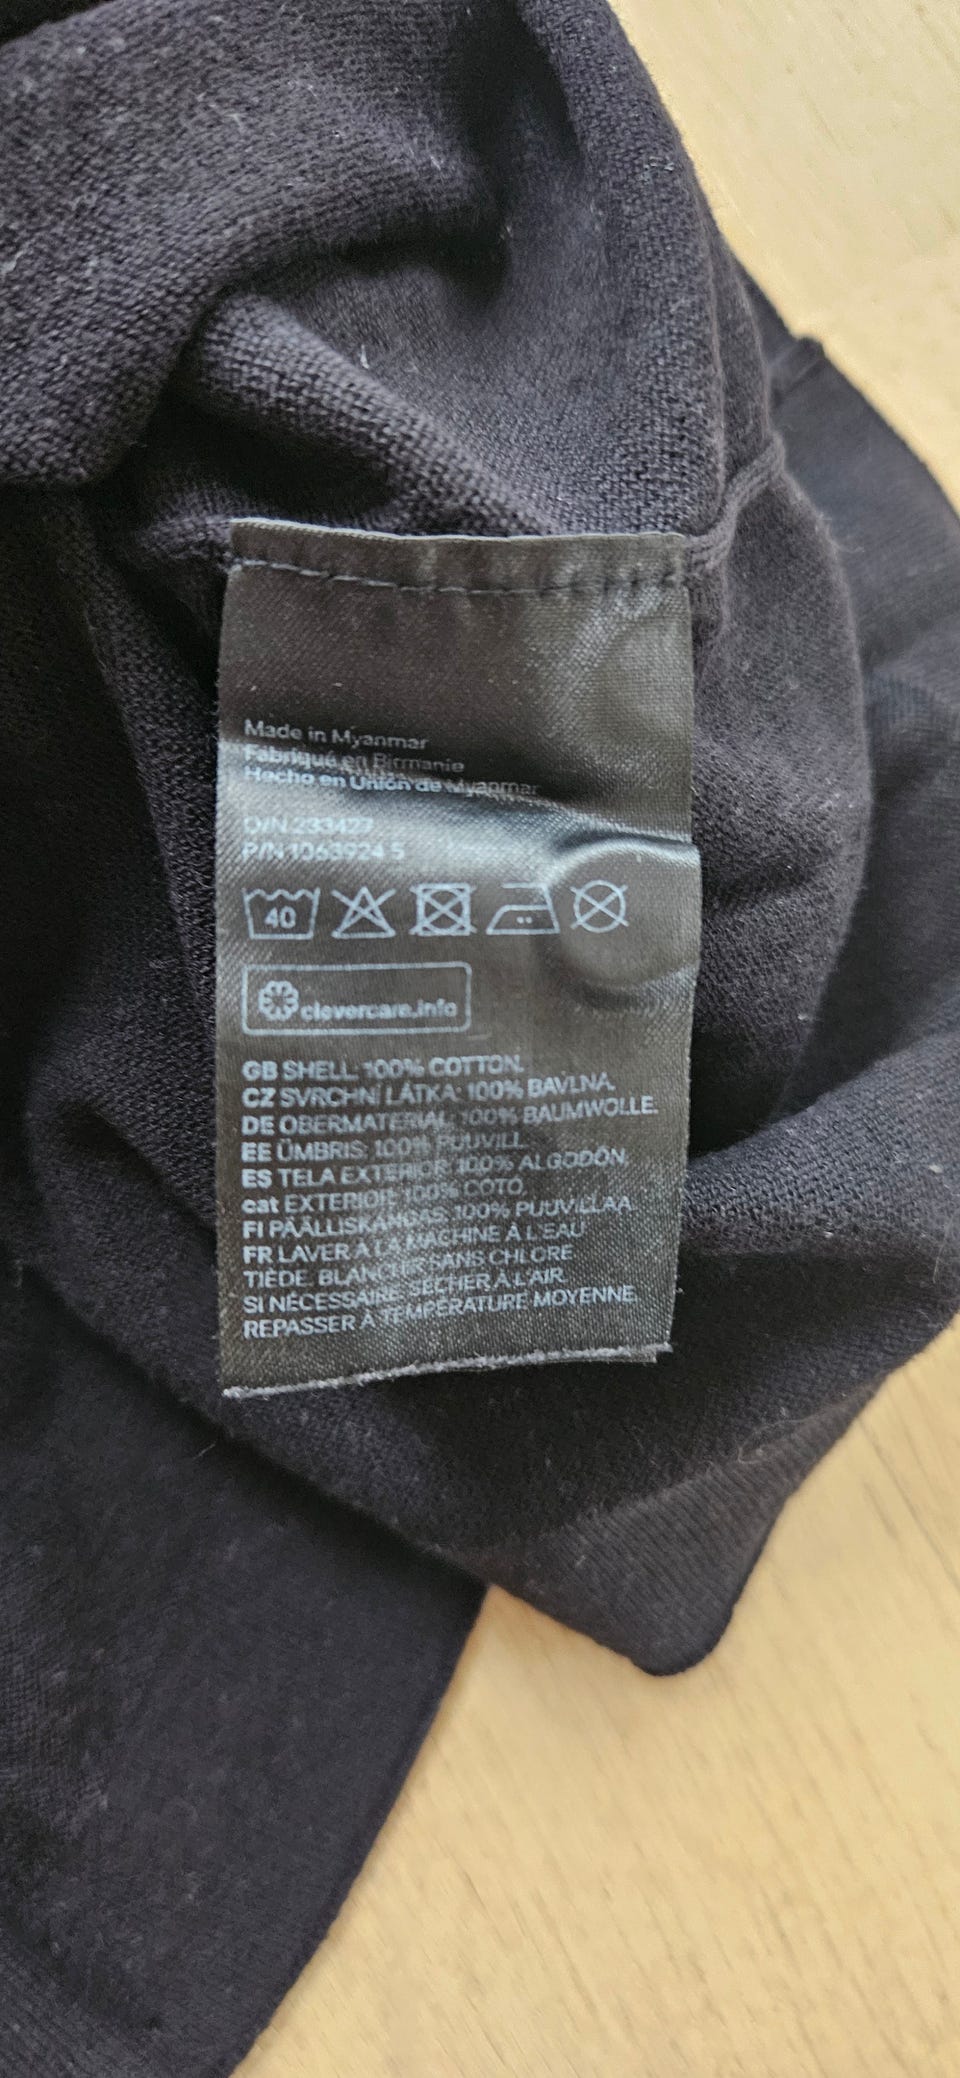 Made in Myanmar
Fabriqué en Birmanie
Hecho en Unión de Myanmar
O/N 233427
P/N 1063924 5
40
clevercare.info
GB SHELL: 100% COTTON.
CZ SVRCHNÍ LÁTKA: 100% BAVLNA.
DE OBERMATERIAL: 100% BAUMWOLLE.
EE ÜMBRIS: 100% PUUVILL
ES TELA EXTERIOR: 100% ALGODÓN
cat EXTERIOR: 100% COTÓ.
FI PÄÄLLISKANGAS: 100% PUUVILLAA
FR LAVER À LA MACHINE À L'EAU
TIÈDE. BLANCHIR SANS CHLORE
SI NÉCESSAIRE. SÉCHER À L'AIR.
REPASSER À TEMPÉRATURE MOYENNE.